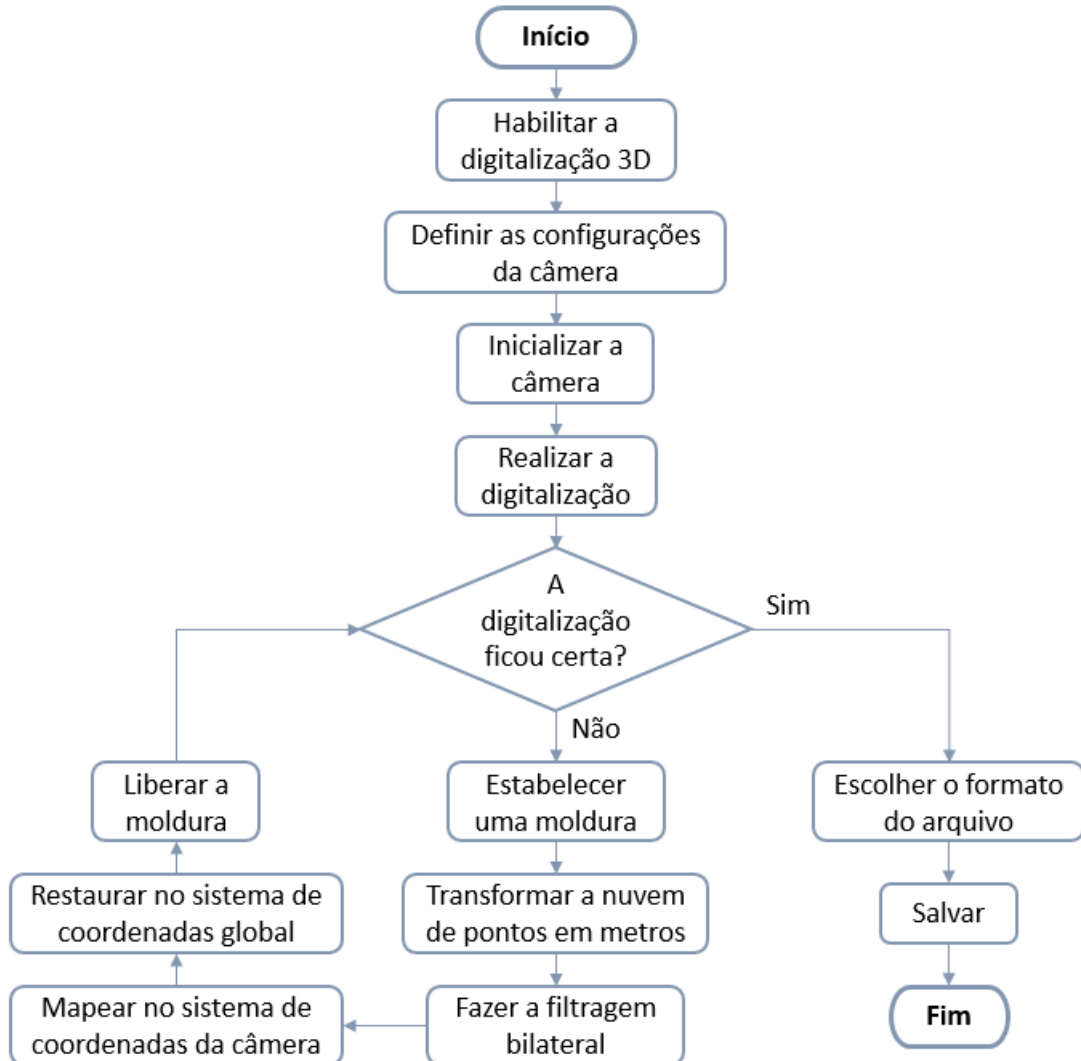 Início
Habilitar a
digitalização 3D
Definir as configurações
da câmera
Inicializar a
câmera
Realizar a
digitalização
A
digitalização
ficou certa?
Sim
Não
Liberar a
moldura
Estabelecer
uma moldura
Escolher o formato
do arquivo
Restaurar no sistema de
coordenadas global
Transformar a nuvem
de pontos em metros
Salvar
Mapear no sistema de
coordenadas da câmera
Fazer a filtragem
bilateral
Fim